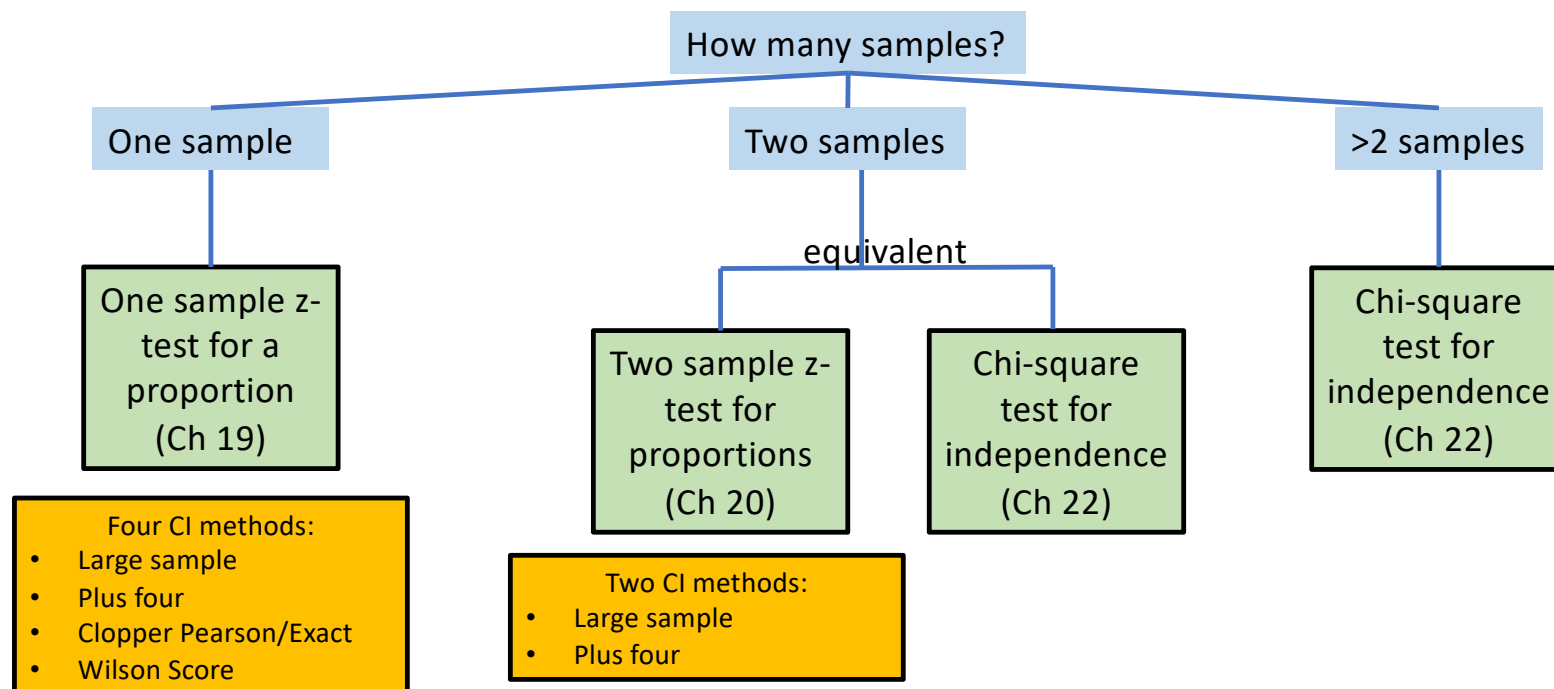 How many samples?
One sample
Two samples
>2 samples
equivalent
One sample z-
test for a
proportion
(Ch 19)
Two sample z-
test for
proportions
(Ch 20)
Chi-square
test for
independence
(Ch 22)
Chi-square
test for
independence
(Ch 22)
Four CI methods:
• Large sample
• Plus four
• Clopper Pearson/Exact
• Wilson Score
Two CI methods:
• Large sample
• Plus four